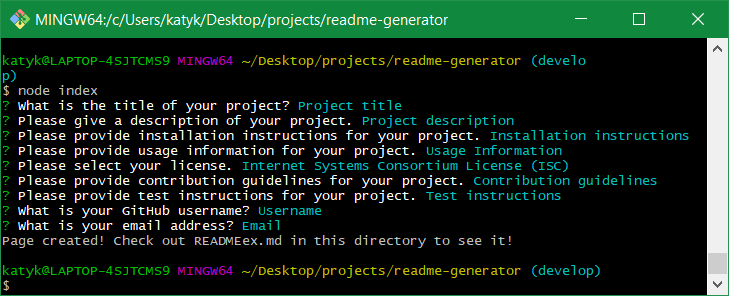 MINGW64:/c/Users/katyk/Desktop/projects/readme-generator
katyk@LAPTOP-4SJTCMS9 MINGW64 ~/Desktop/projects/readme-generator (develo
p)
$ node index
? What is the title of your project? Project title
? Please give a description of your project. Project description
? Please provide installation instructions for your project. Installation instructions
? Please provide usage information for your project. Usage Information
? Please select your license. Internet Systems Consortium License (ISC)
? Please provide contribution guidelines for your project. Contribution guidelines
? Please provide test instructions for your project. Test instructions
? What is your GitHub username? Username
? What is your email address? Email
Page created! Check out READMEex.md in this directory to see it!
katyk@LAPTOP-4SJTCMS9 MINGW64 ~/Desktop/projects/readme-generator (develop)
$